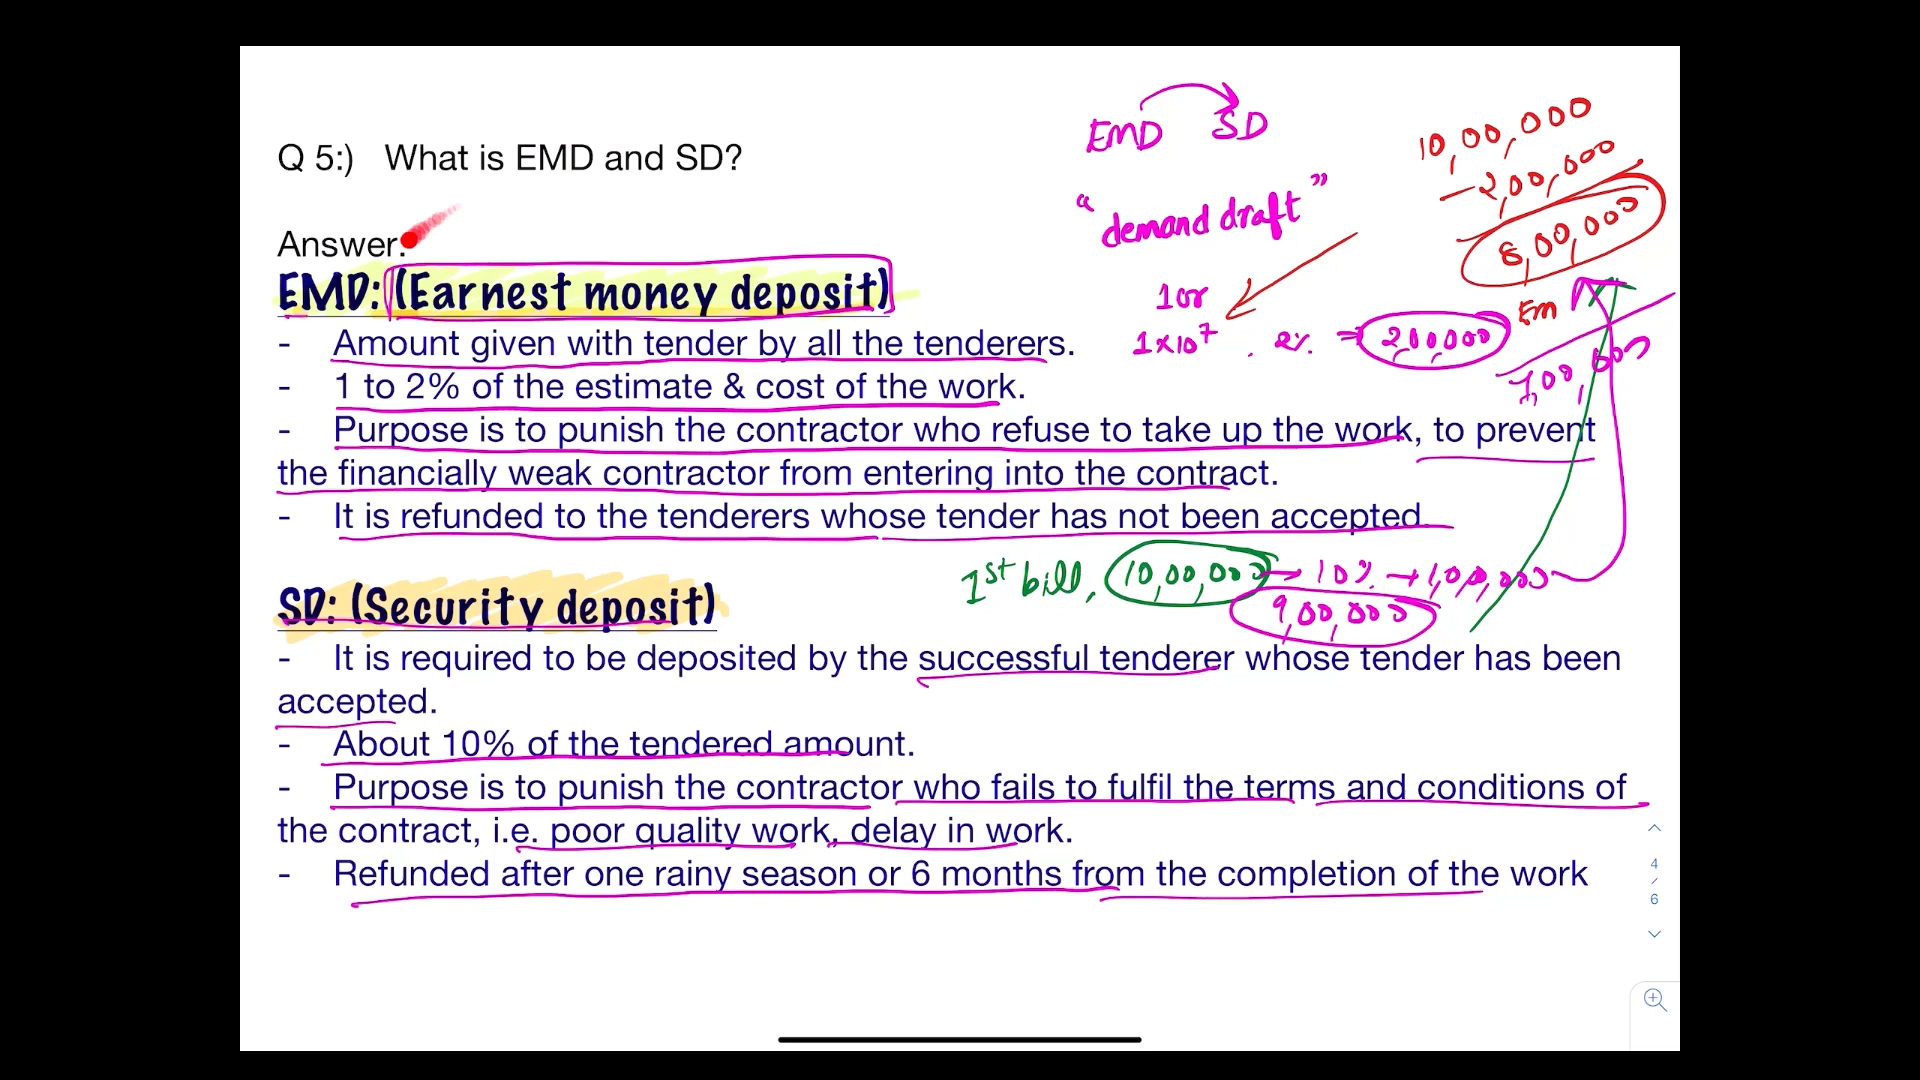 EMD SD
10,00,000
Q 5:) What is EMD and SD?
-2,00,000
"demand draft"
8,00,000
Answer:
EMD: (Earnest money deposit)
1cr
Em
- Amount given with tender by all the tenderers.
1x10⁷ . 2% = 2,00,000
7,00,000
- 1 to 2% of the estimate & cost of the work.
- Purpose is to punish the contractor who refuse to take up the work, to prevent
the financially weak contractor from entering into the contract.
- It is refunded to the tenderers whose tender has not been accepted.
1st bill, 10,00,000 → 10% → 1,00,000
9,00,000
SD: (Security deposit)
- It is required to be deposited by the successful tenderer whose tender has been
accepted.
- About 10% of the tendered amount.
- Purpose is to punish the contractor who fails to fulfil the terms and conditions of
the contract, i.e. poor quality work, delay in work.
- Refunded after one rainy season or 6 months from the completion of the work
4
/
6